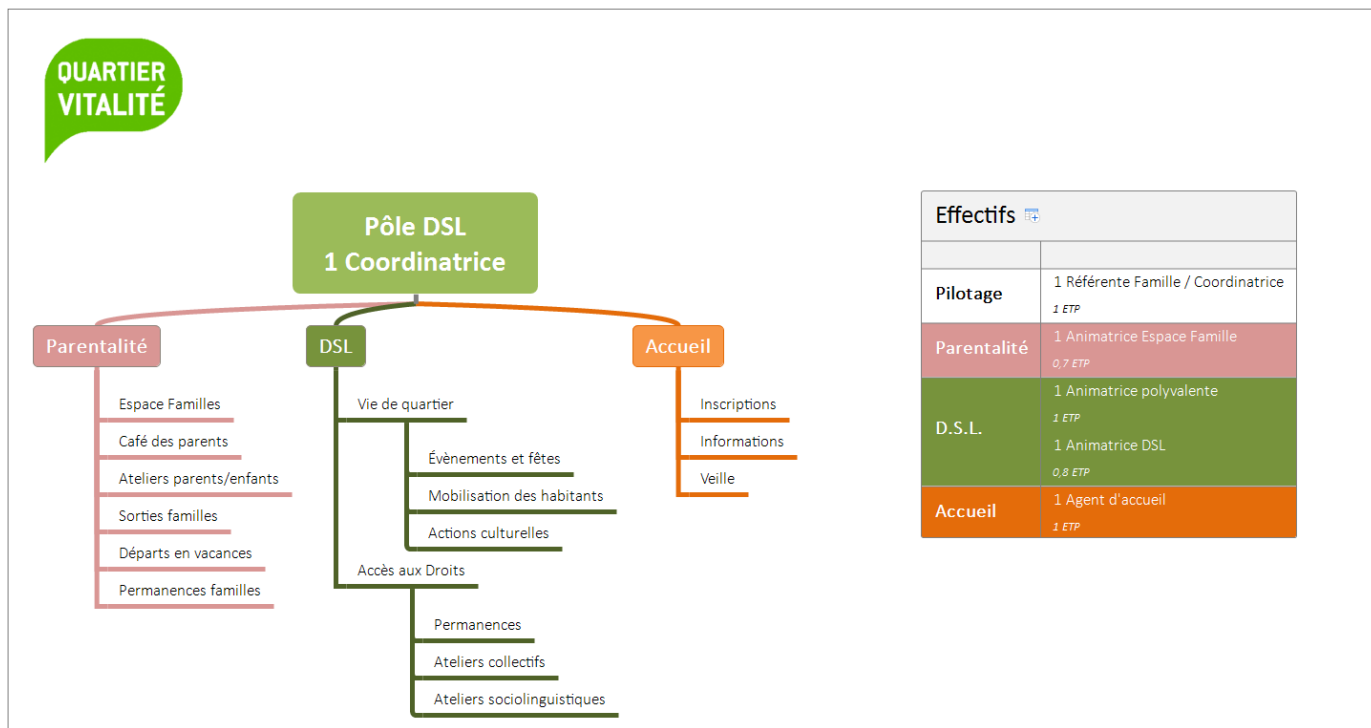 QUARTIER
VITALITÉ
Pôle DSL
1 Coordinatrice
Parentalité
Espace Familles
Café des parents
Ateliers parents/enfants
Sorties familles
Départs en vacances
Permanences familles
DSL
Vie de quartier
Évènements et fêtes
Mobilisation des habitants
Actions culturelles
Accès aux Droits
Permanences
Ateliers collectifs
Ateliers sociolinguistiques
Accueil
Inscriptions
Informations
Veille
Effectifs
Pilotage
1 Référente Famille / Coordinatrice
1 ETP
Parentalité
1 Animatrice Espace Famille
0,7 ETP
D.S.L.
1 Animatrice polyvalente
1 ETP
1 Animatrice DSL
0,8 ETP
Accueil
1 Agent d'accueil
1 ETP